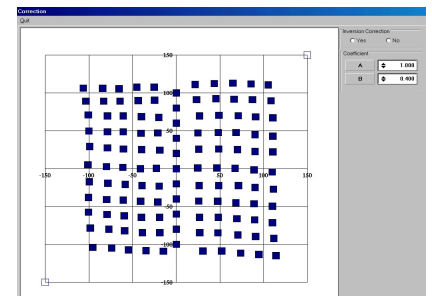 Correction
Quit
Inversion Correction
Yes No
Coefficient
A 1.000
B 0.400
150
100
50
-150 -100 -50 0 50 100 150
-50
-100
-150